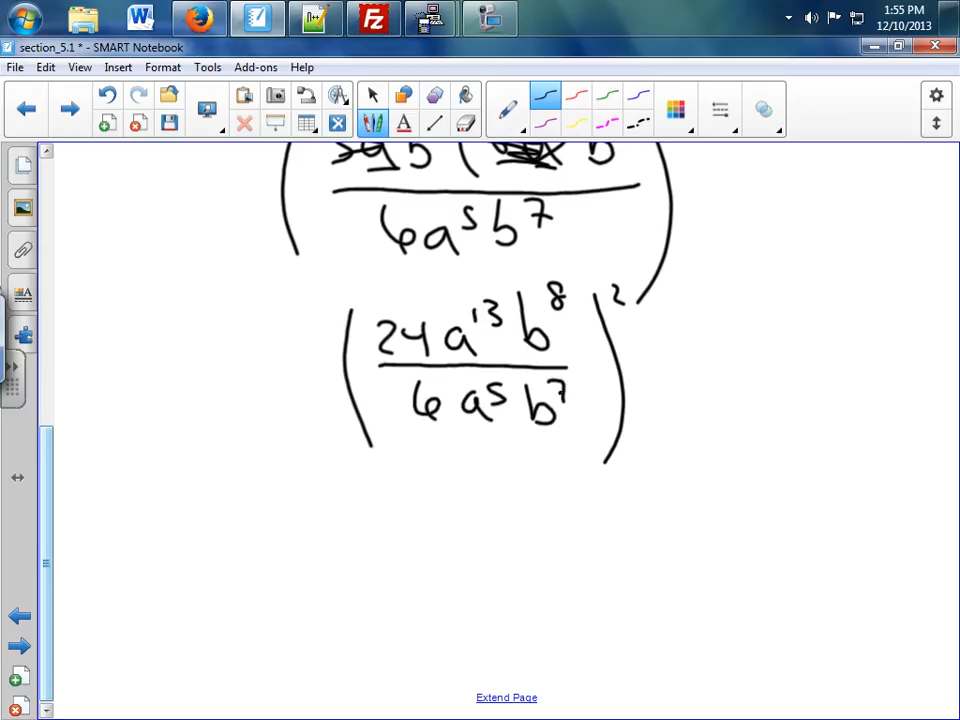 1:55 PM
12/10/2013
section_5.1 * - SMART Notebook
File Edit View Insert Format Tools Add-ons Help
6a⁵b⁷
(24a¹³b⁸
6a⁵b⁷)²
Extend Page